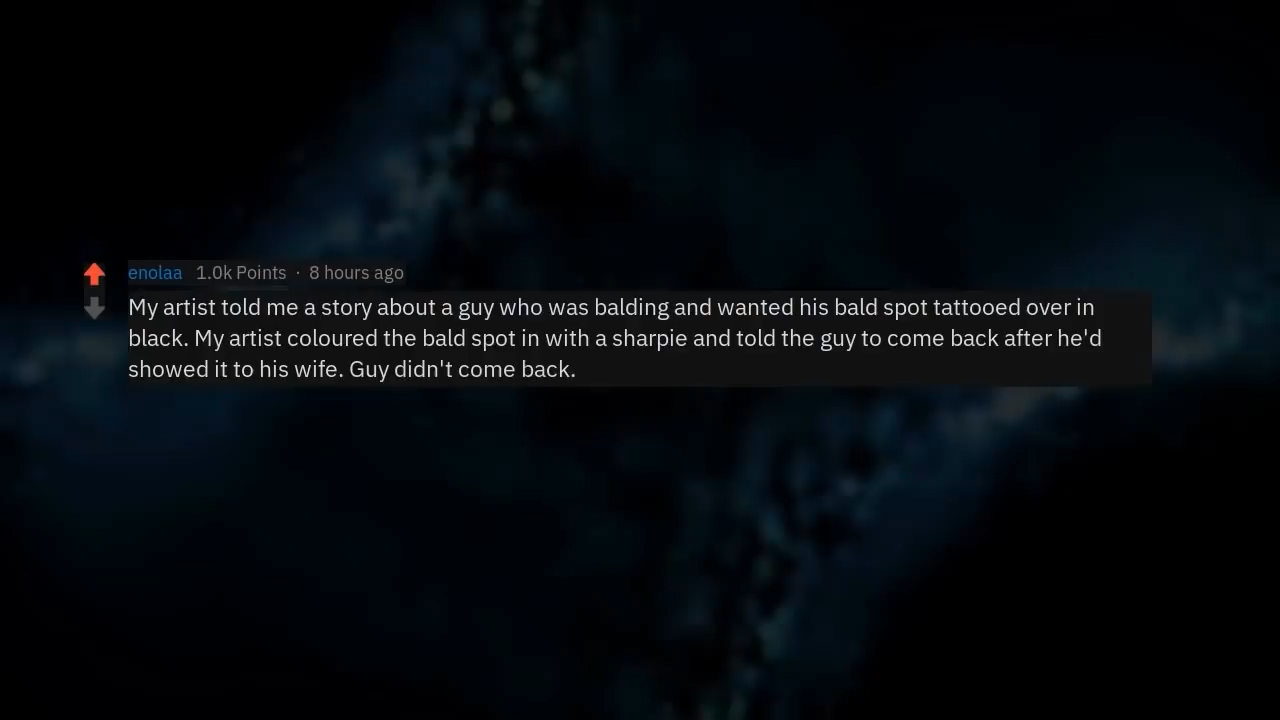 enolaa 1.0k Points · 8 hours ago
My artist told me a story about a guy who was balding and wanted his bald spot tattooed over in
black. My artist coloured the bald spot in with a sharpie and told the guy to come back after he'd
showed it to his wife. Guy didn't come back.